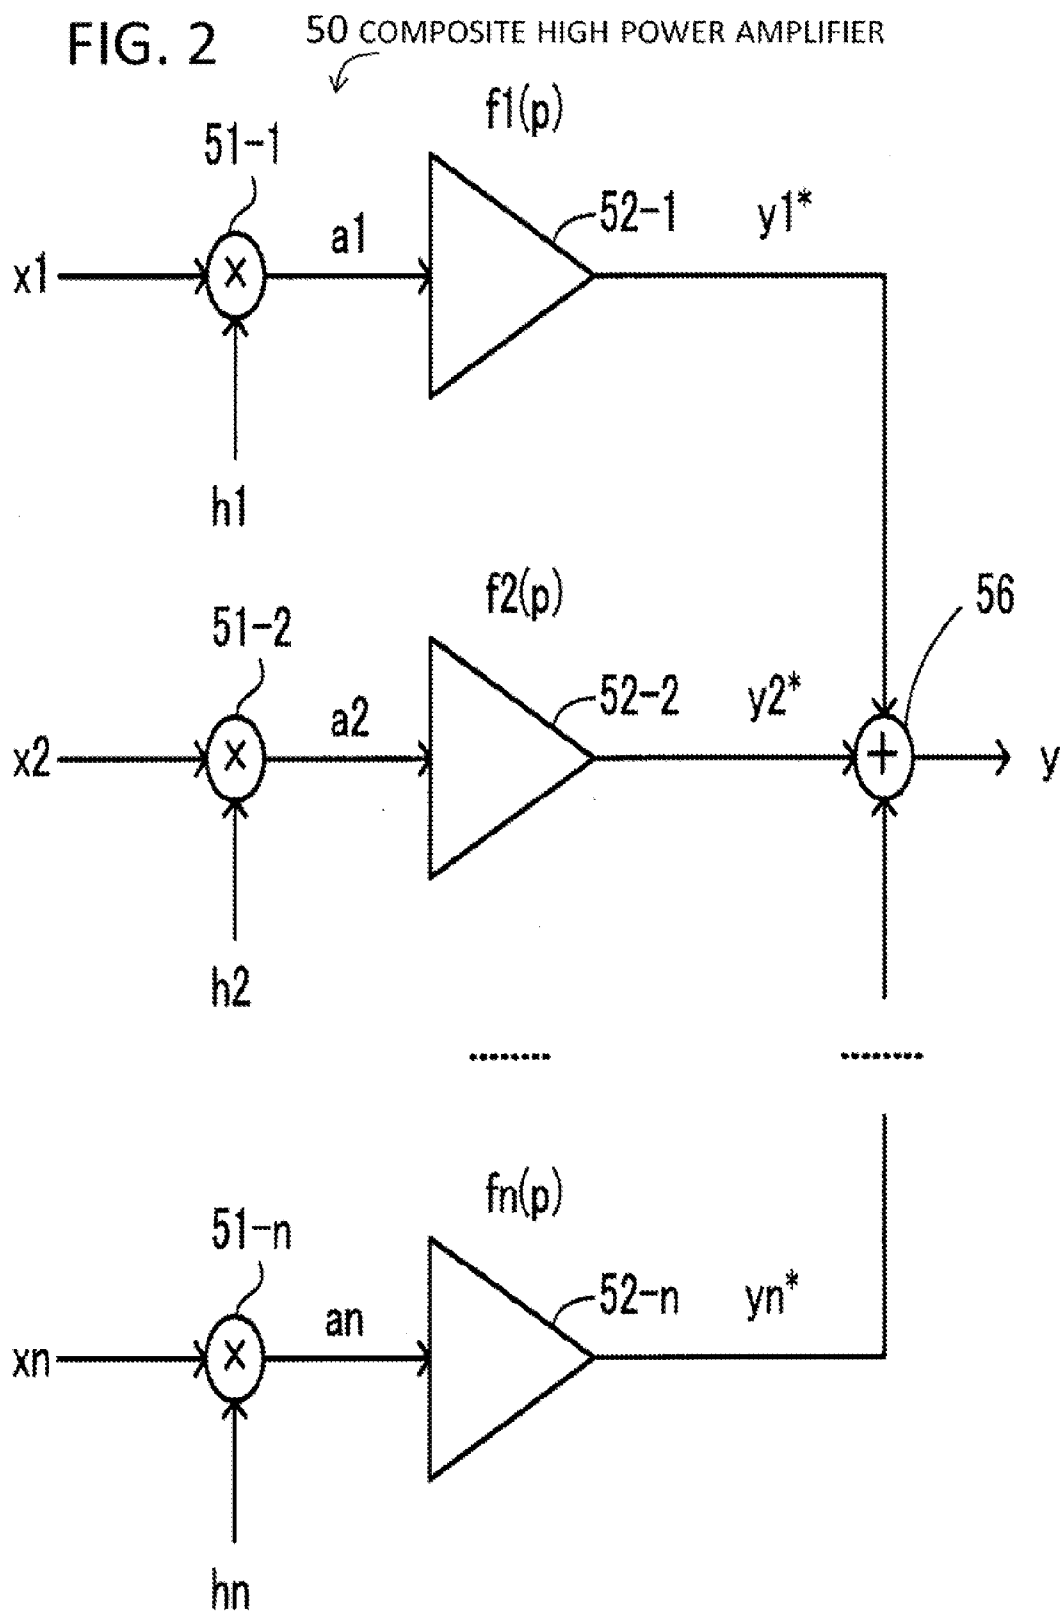 FIG. 2
50 COMPOSITE HIGH POWER AMPLIFIER
f1(p)
51-1
52-1
y1*
a1
x1
×
h1
f2(p)
56
51-2
52-2
y2*
a2
x2
×
+
y
h2
........ ........
fn(p)
51-n
52-n
yn*
an
xn
×
hn